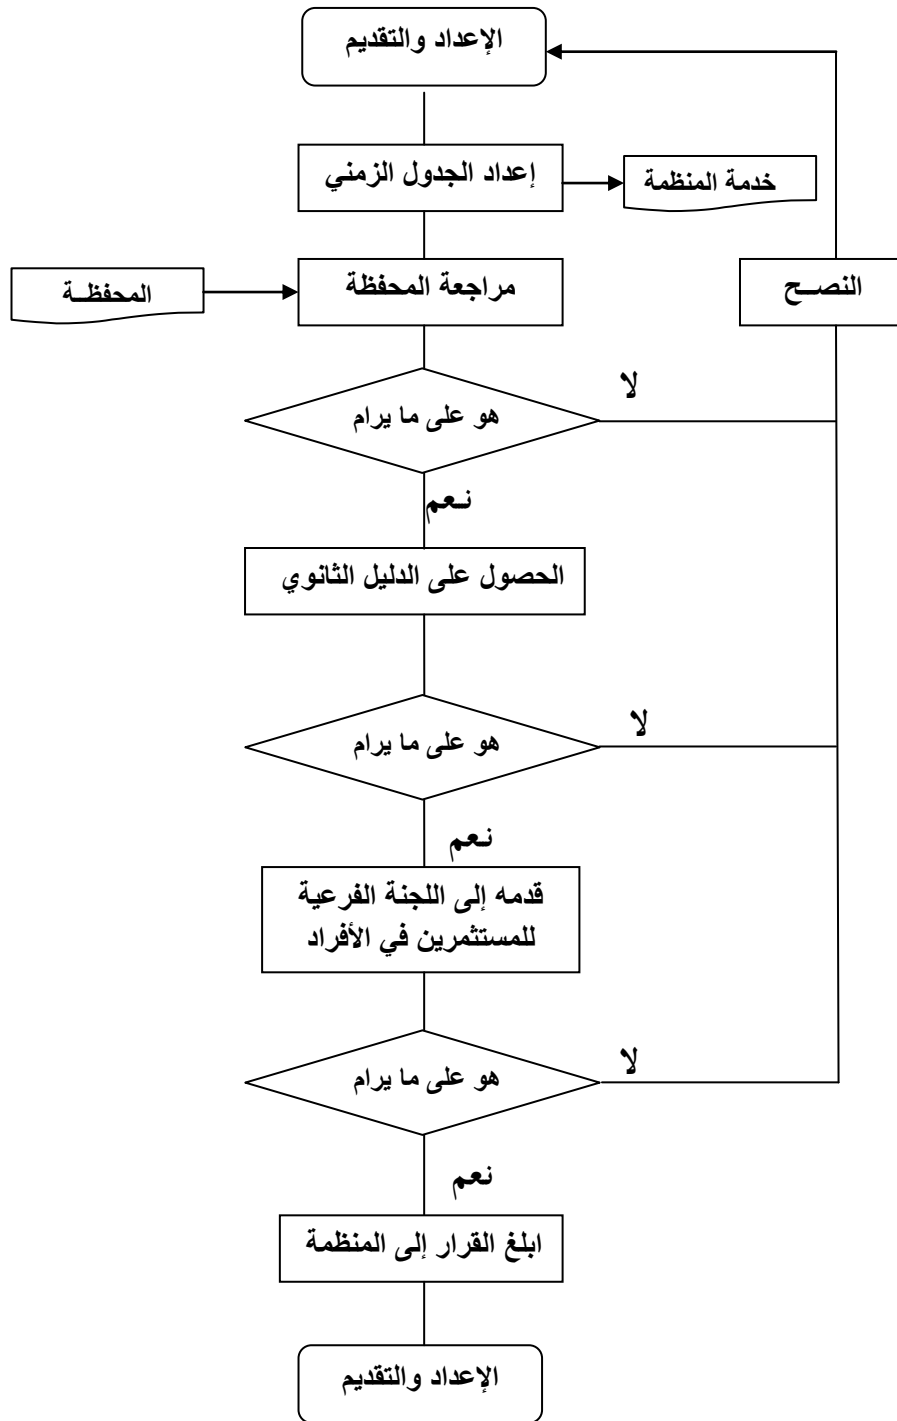 الإعداد والتقديم
إعداد الجدول الزمني
خدمة المنظمة
مراجعة المحفظة
المحفظــة
النصــح
هو على ما يرام
لا
نـعم
الحصول على الدليل الثانوي
هو على ما يرام
لا
نـعم
قدمه إلى اللجنة الفرعية
للمستثمرين في الأفراد
هو على ما يرام
لا
نعم
ابلغ القرار إلى المنظمة
الإعداد والتقديم